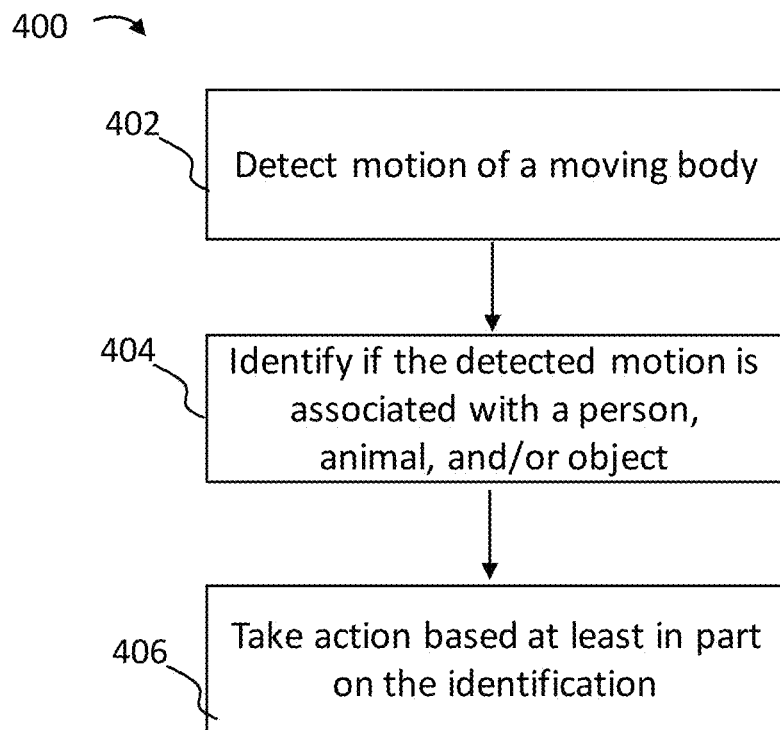 400
402
Detect motion of a moving body
404
Identify if the detected motion is
associated with a person,
animal, and/or object
406
Take action based at least in part
on the identification